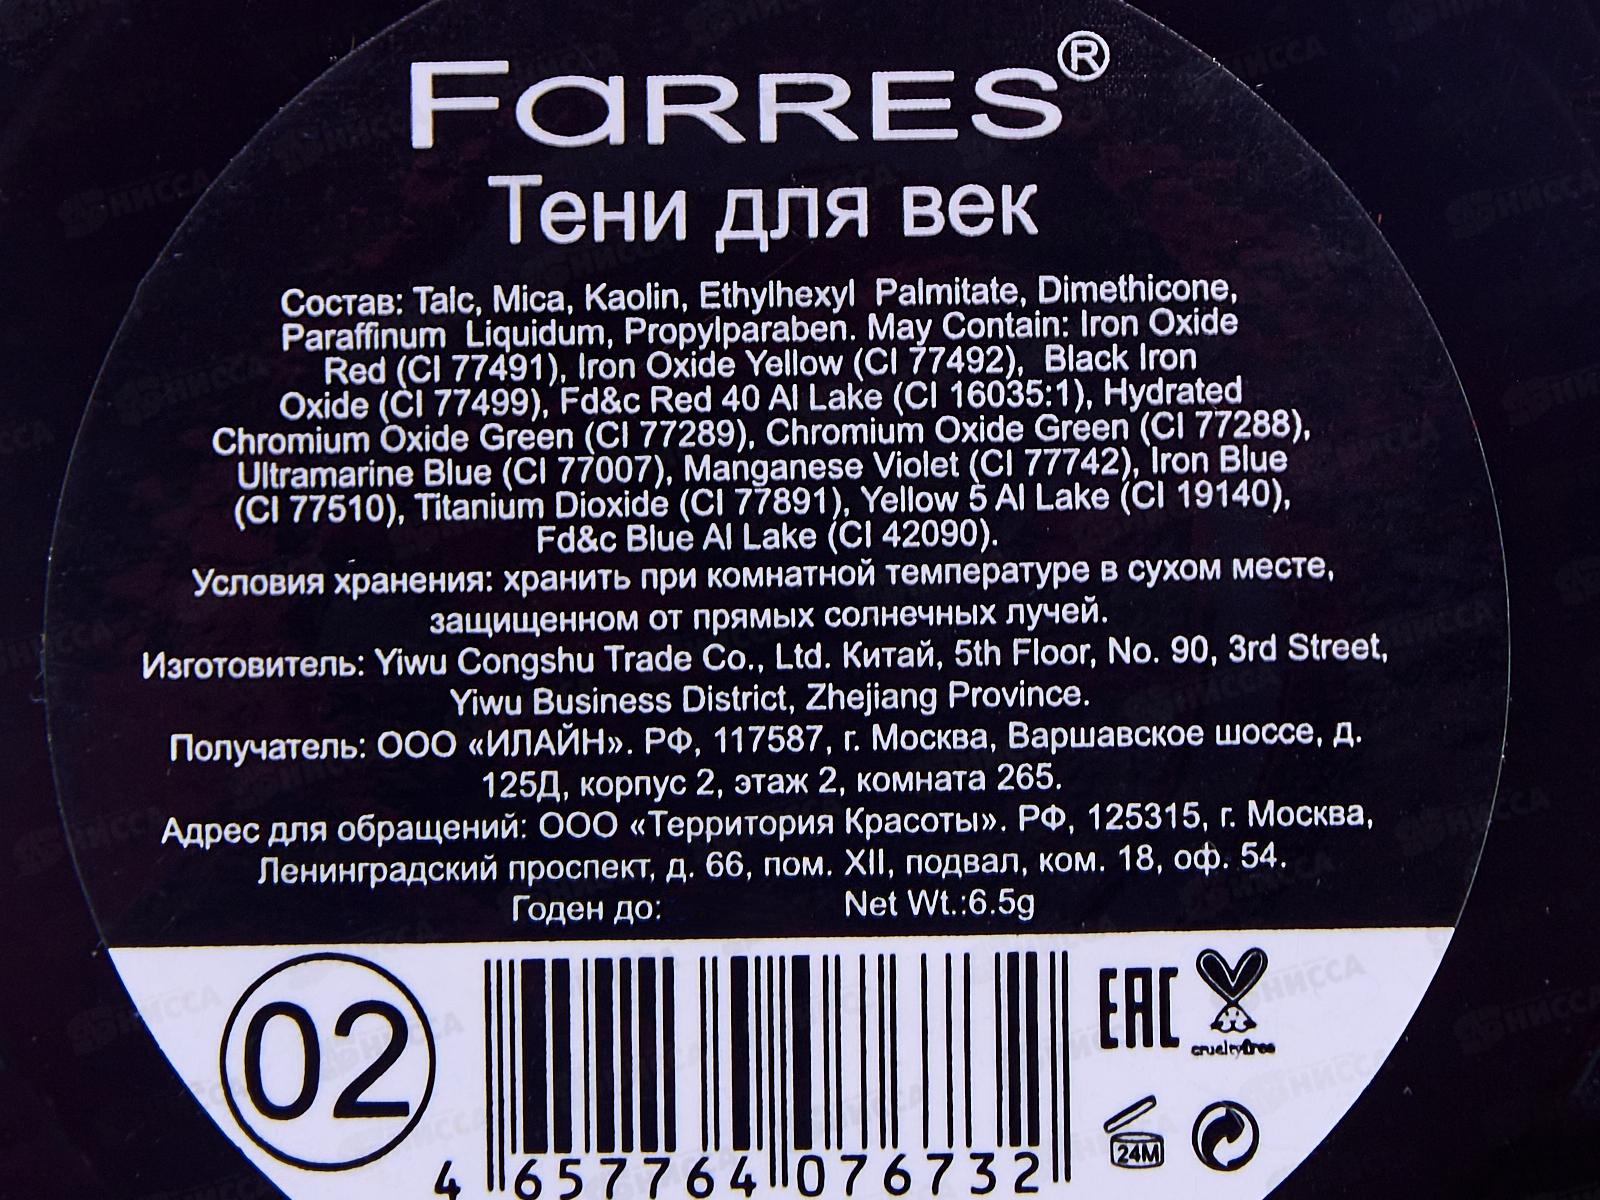 FARRES®
Тени для век
Состав: Talc, Mica, Kaolin, Ethylhexyl Palmitate, Dimethicone,
Paraffinum Liquidum, Propylparaben. May Contain: Iron Oxide
Red (CI 77491), Iron Oxide Yellow (CI 77492), Black Iron
Oxide (CI 77499), Fd&c Red 40 Al Lake (CI 16035:1), Hydrated
Chromium Oxide Green (CI 77289), Chromium Oxide Green (CI 77288),
Ultramarine Blue (CI 77007), Manganese Violet (CI 77742), Iron Blue
(CI 77510), Titanium Dioxide (CI 77891), Yellow 5 Al Lake (CI 19140),
Fd&c Blue Al Lake (CI 42090).
Условия хранения: хранить при комнатной температуре в сухом месте,
защищенном от прямых солнечных лучей.
Изготовитель: Yiwu Congshu Trade Co., Ltd. Китай, 5th Floor, No. 90, 3rd Street,
Yiwu Business District, Zhejiang Province.
Получатель: ООО «ИЛАЙН». РФ, 117587, г. Москва, Варшавское шоссе, д.
125Д, корпус 2, этаж 2, комната 265.
Адрес для обращений: ООО «Территория Красоты». РФ, 125315, г. Москва,
Ленинградский проспект, д. 66, пом. XII, подвал, ком. 18, оф. 54.
Годен до: Net Wt.:6.5g
02
EAC
crueltyfree
24M
4 657764 076732
НИССА